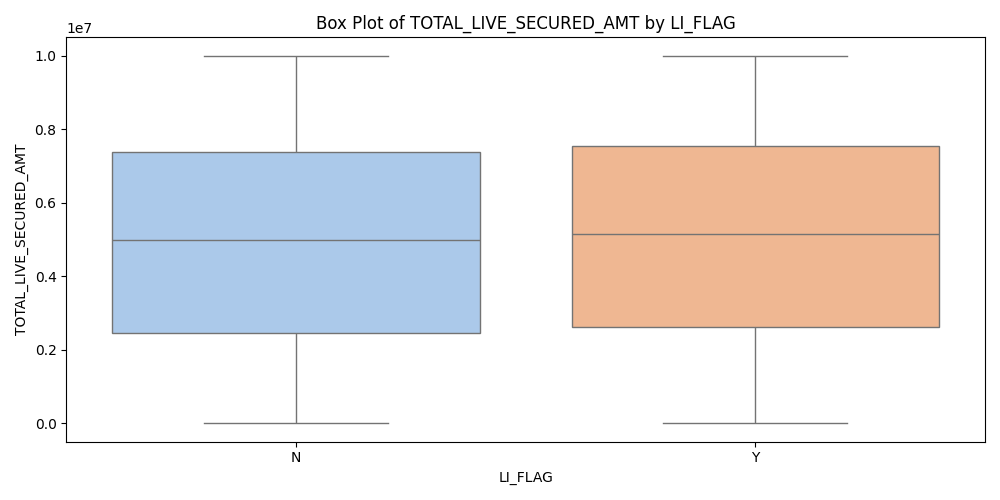 Box Plot of TOTAL_LIVE_SECURED_AMT by LI_FLAG
1e7
1.0
0.8
0.6
0.4
0.2
0.0
TOTAL_LIVE_SECURED_AMT
N
Y
LI_FLAG